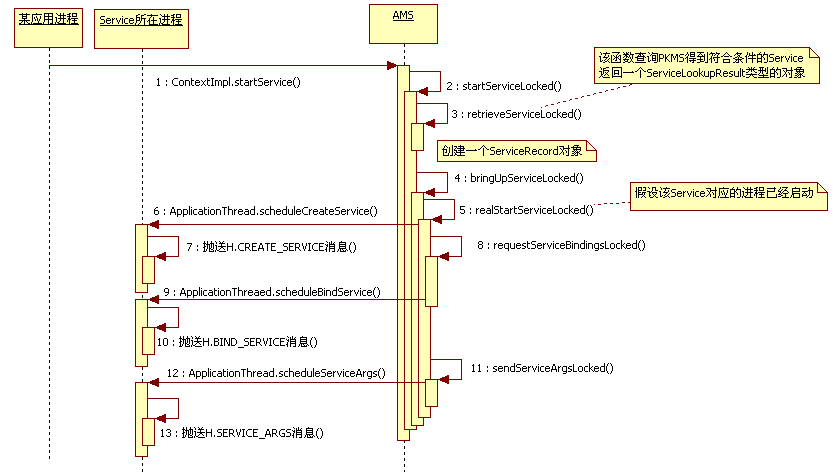 某应用进程
Service所在进程
AMS
该函数查询PKMS得到符合条件的Service
返回一个ServiceLookupResult类型的对象
1 : ContextImpl.startService()
2 : startServiceLocked()
3 : retrieveServiceLocked()
创建一个ServiceRecord对象
4 : bringUpServiceLocked()
假设该Service对应的进程已经启动
5 : realStartServiceLocked()
6 : ApplicationThread.scheduleCreateService()
7 : 抛送H.CREATE_SERVICE消息()
8 : requestServiceBindingsLocked()
9 : ApplicationThreaed.scheduleBindService()
10 : 抛送H.BIND_SERVICE消息()
11 : sendServiceArgsLocked()
12 : ApplicationThread.scheduleServiceArgs()
13 : 抛送H.SERVICE_ARGS消息()